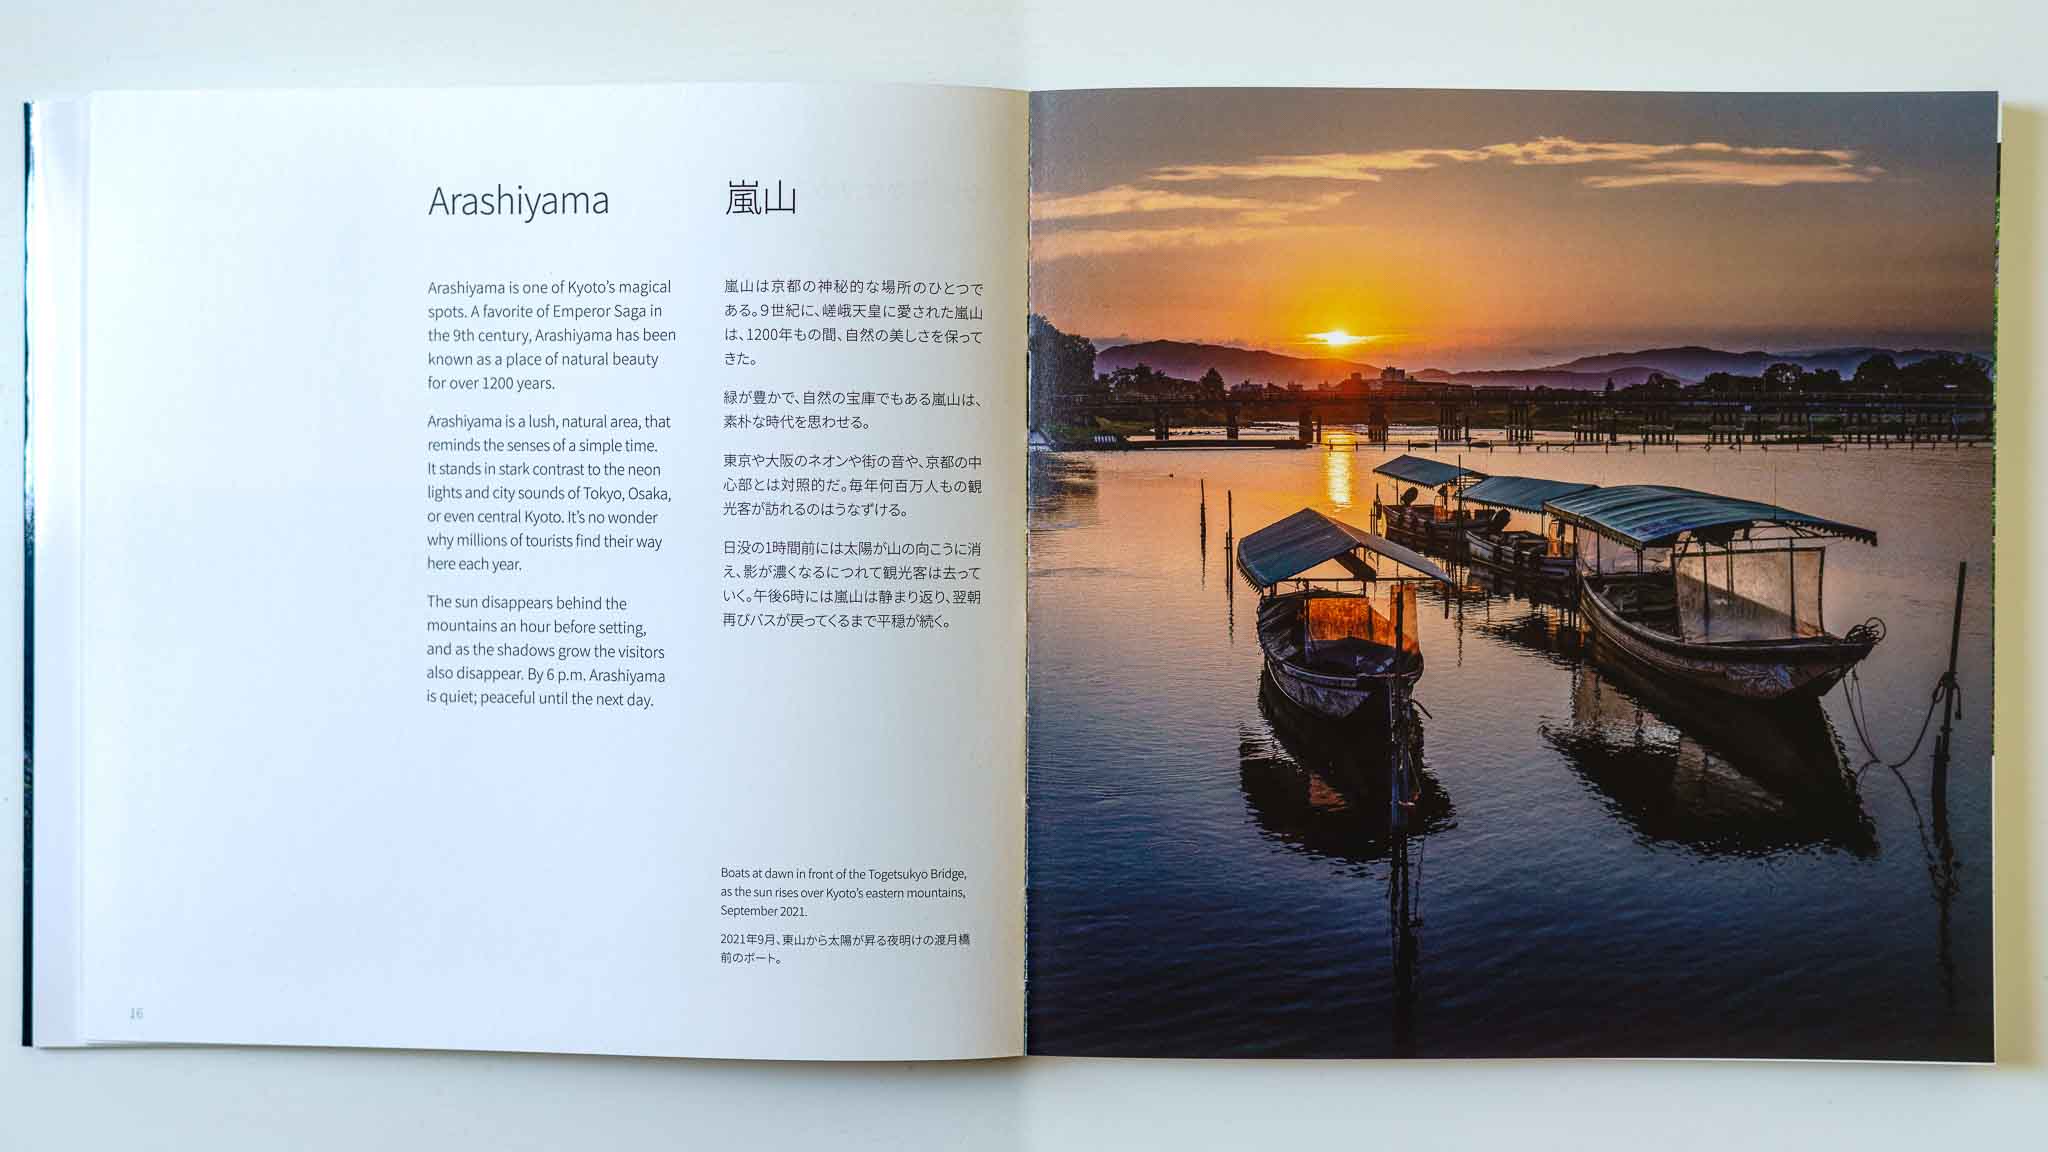 Arashiyama
Arashiyama is one of Kyoto's magical
spots. A favorite of Emperor Saga in
the 9th century, Arashiyama has been
known as a place of natural beauty
for over 1200 years.
Arashiyama is a lush, natural area, that
reminds the senses of a simple time.
It stands in stark contrast to the neon
lights and city sounds of Tokyo, Osaka,
or even central Kyoto. It's no wonder
why millions of tourists find their way
here each year.
The sun disappears behind the
mountains an hour before setting,
and as the shadows grow the visitors
also disappear. By 6 p.m. Arashiyama
is quiet; peaceful until the next day.
嵐山
嵐山は京都の神秘的な場所のひとつで
ある。9世紀に、嵯峨天皇に愛された嵐山
は、1200年もの間、自然の美しさを保って
きた。
緑が豊かで、自然の宝庫でもある嵐山は、
素朴な時代を思わせる。
東京や大阪のネオンや街の音や、京都の中
心部とは対照的だ。毎年何百万人もの観
光客が訪れるのはうなずける。
日没の1時間前には太陽が山の向こうに消
え、影が濃くなるにつれて観光客は去って
いく。午後6時には嵐山は静まり返り、翌朝
再びバスが戻ってくるまで平穏が続く。
Boats at dawn in front of the Togetsukyo Bridge,
as the sun rises over Kyoto's eastern mountains,
September 2021.
2021年9月、東山から太陽が昇る夜明けの渡月橋
前のボート。
16